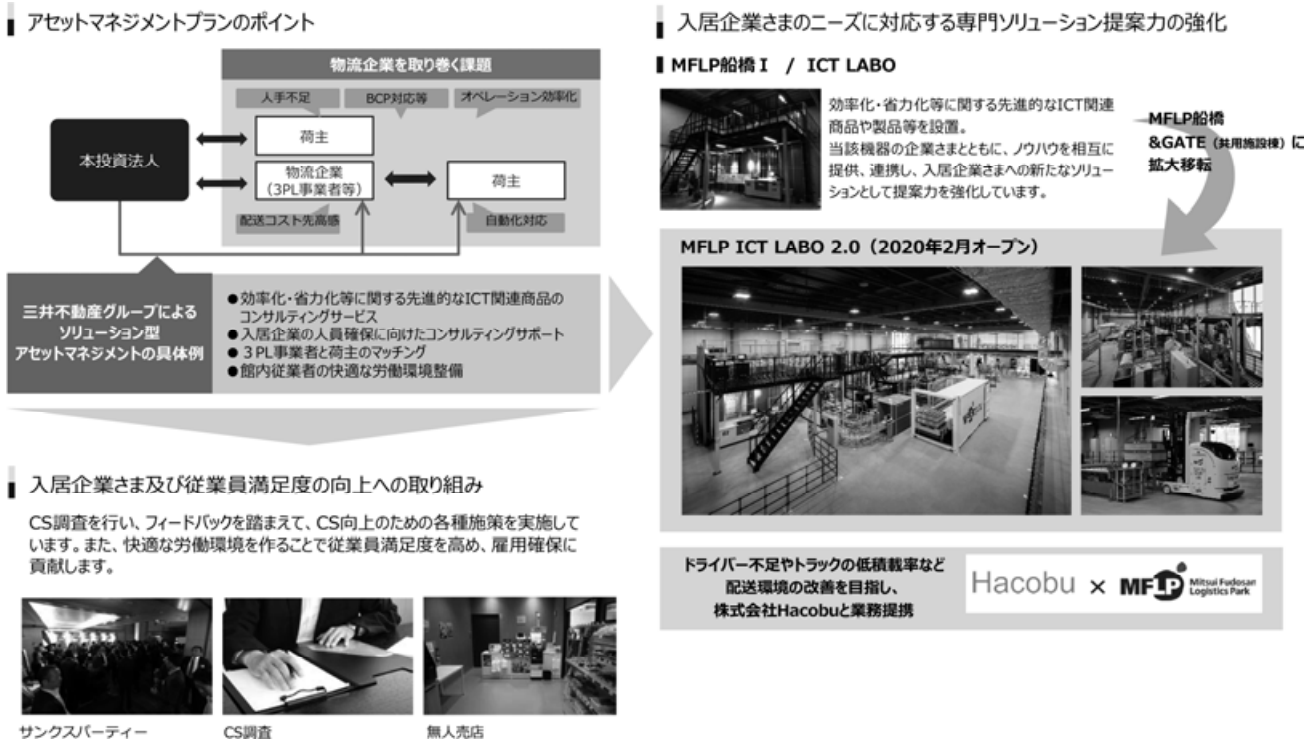 アセットマネジメントプランのポイント
物流企業を取り巻く課題
人手不足
BCP対応等
オペレーション効率化
本投資法人
荷主
物流企業
(3PL事業者等)
荷主
配送コスト先高感
自動化対応
三井不動産グループによる
ソリューション型
アセットマネジメントの具体例
●効率化・省力化等に関する先進的なICT関連商品の
コンサルティングサービス
●入居企業の人員確保に向けたコンサルティングサポート
●３PL事業者と荷主のマッチング
●館内従業者の快適な労働環境整備
入居企業さま及び従業員満足度の向上への取り組み
CS調査を行い、フィードバックを踏まえて、CS向上のための各種施策を実施して
います。また、快適な労働環境を作ることで従業員満足度を高め、雇用確保に
貢献します。
サンクスパーティー
CS調査
無人売店
入居企業さまのニーズに対応する専門ソリューション提案力の強化
MFLP船橋Ⅰ / ICT LABO
効率化・省力化等に関する先進的なICT関連
商品や製品等を設置。
当該機器の企業さまとともに、ノウハウを相互に
提供、連携し、入居企業さまへの新たなソリュー
ションとして提案力を強化しています。
MFLP船橋
&GATE（共用施設棟）に
拡大移転
MFLP ICT LABO 2.0（2020年2月オープン）
ドライバー不足やトラックの低積載率など
配送環境の改善を目指し、
株式会社Hacobuと業務提携
Hacobu × MFLP Mitsui Fudosan
Logistics Park